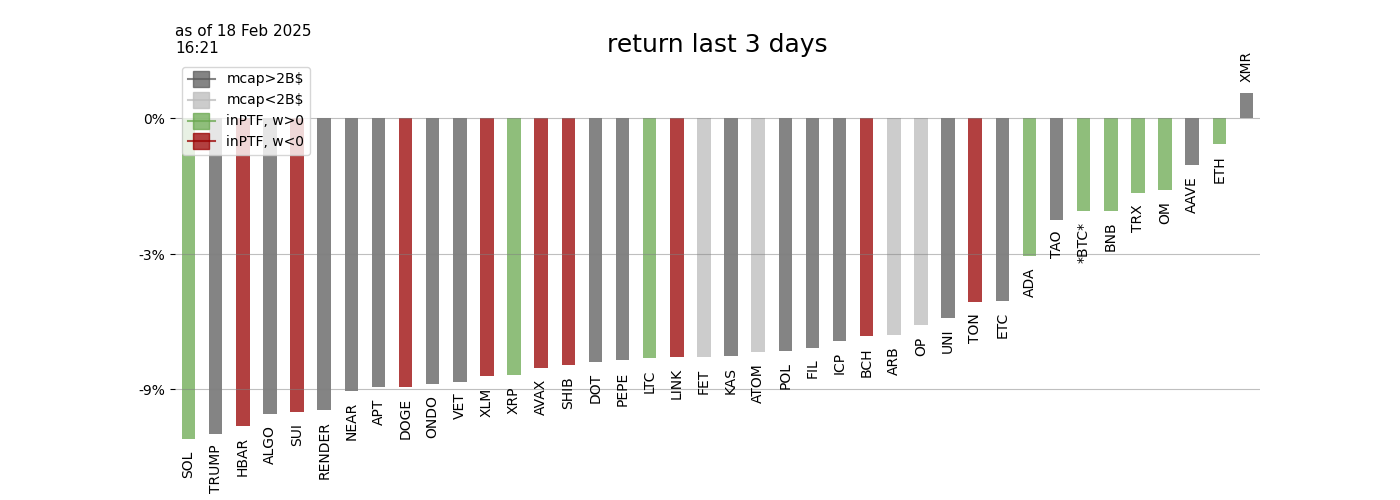 as of 18 Feb 2025
16:21
return last 3 days
mcap>2B$
mcap<2B$
inPTF, w>0
inPTF, w<0
0%
-3%
-9%
SOL
TRUMP
HBAR
ALGO
SUI
RENDER
NEAR
APT
DOGE
ONDO
VET
XLM
XRP
AVAX
SHIB
DOT
PEPE
LTC
LINK
FET
KAS
ATOM
POL
FIL
ICP
BCH
ARB
OP
UNI
TON
ETC
ADA
TAO
*BTC*
BNB
TRX
OM
AAVE
ETH
XMR